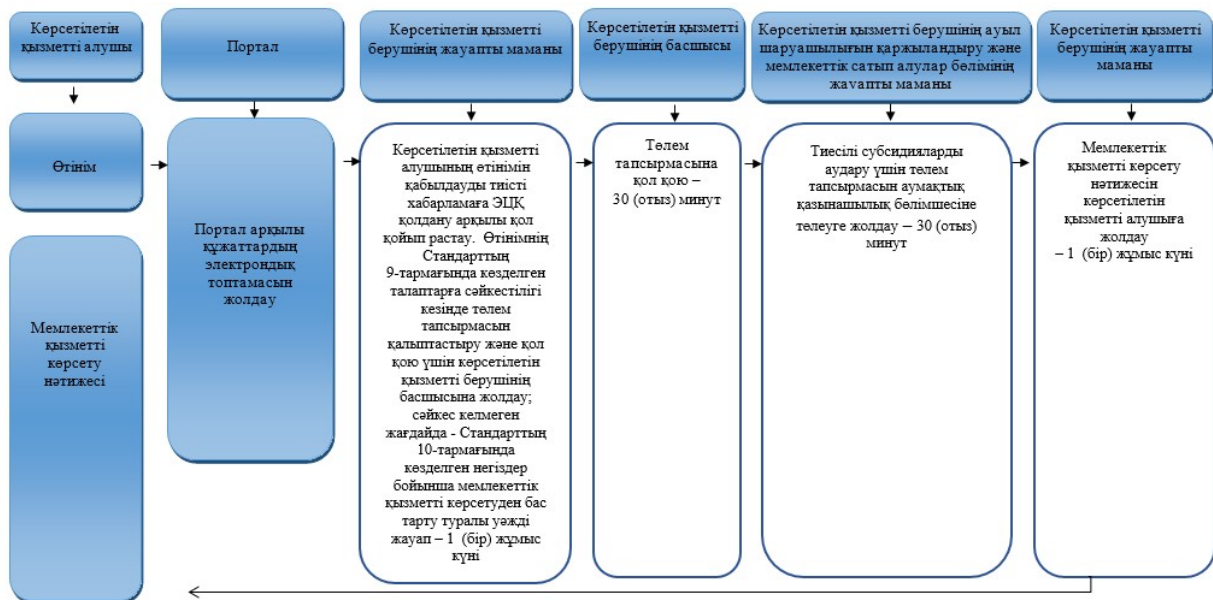 Көрсетілетін
қызметті алушы
Өтінім
Мемлекеттік
қызметті
көрсету
нәтижесі
Портал
Портал арқылы
құжаттардың
электрондық
топтамасын
жолдау
Көрсетілетін қызметті
берушінің жауапты маманы
Көрсетілетін қызметті
алушының өтінімін
қабылдауды тиісті
хабарламаға ЭЦҚ
қолдану арқылы қол
қойып растау. Өтінімнің
Стандарттың
9-тармағында көзделген
талаптарға сәйкестілігі
кезінде төлем
тапсырмасын
қалыптастыру және қол
қою үшін көрсетілетін
қызметті берушінің
басшысына жолдау;
сәйкес келмеген
жағдайда - Стандарттың
10-тармағында
көзделген негіздер
бойынша мемлекеттік
қызметті көрсетуден бас
тарту туралы уәжді
жауап – 1 (бір) жұмыс
күні
Көрсетілетін қызметті
берушінің басшысы
Төлем
тапсырмасына
қол қою –
30 (отыз) минут
Көрсетілетін қызметті берушінің ауыл
шаруашылығын қаржыландыру және
мемлекеттік сатып алулар бөлімінің
жауапты маманы
Тиесілі субсидияларды
аудару үшін төлем
тапсырмасын аумақтық
қазынашылық бөлімшесіне
төлеуге жолдау – 30 (отыз)
минут
Көрсетілетін қызметті
берушінің жауапты
маманы
Мемлекеттік
қызметті көрсету
нәтижесін
көрсетілетін
қызметті алушыға
жолдау
– 1 (бір) жұмыс күні